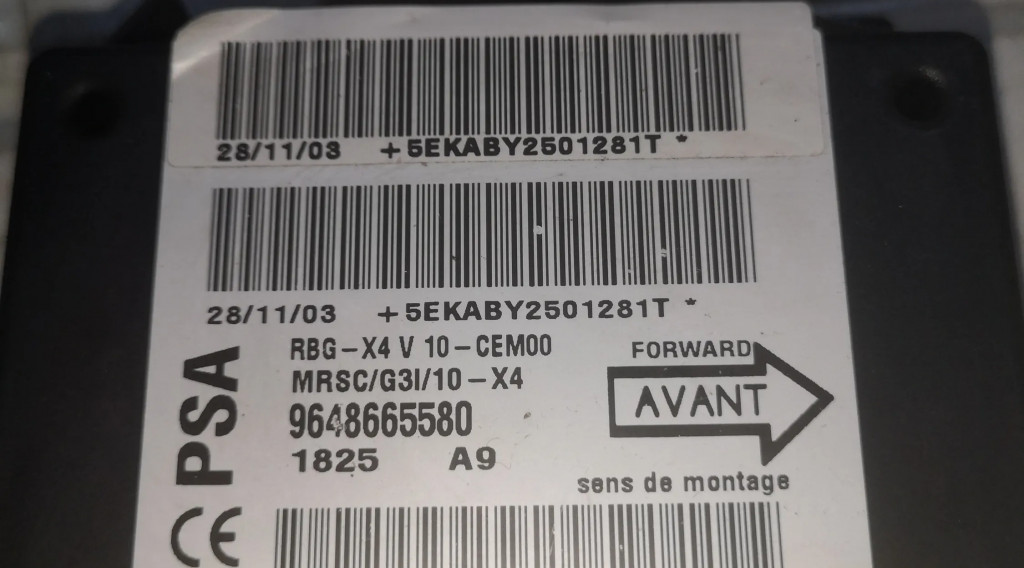 28/11/03 +5EKABY2501281T *
28/11/03 +5EKABY2501281T *
RBG-X4 V 10-CEM00
MRSC/G3I/10-X4
9648665580
1825 A9
FORWARD
AVANT
sens de montage
PSA
CE